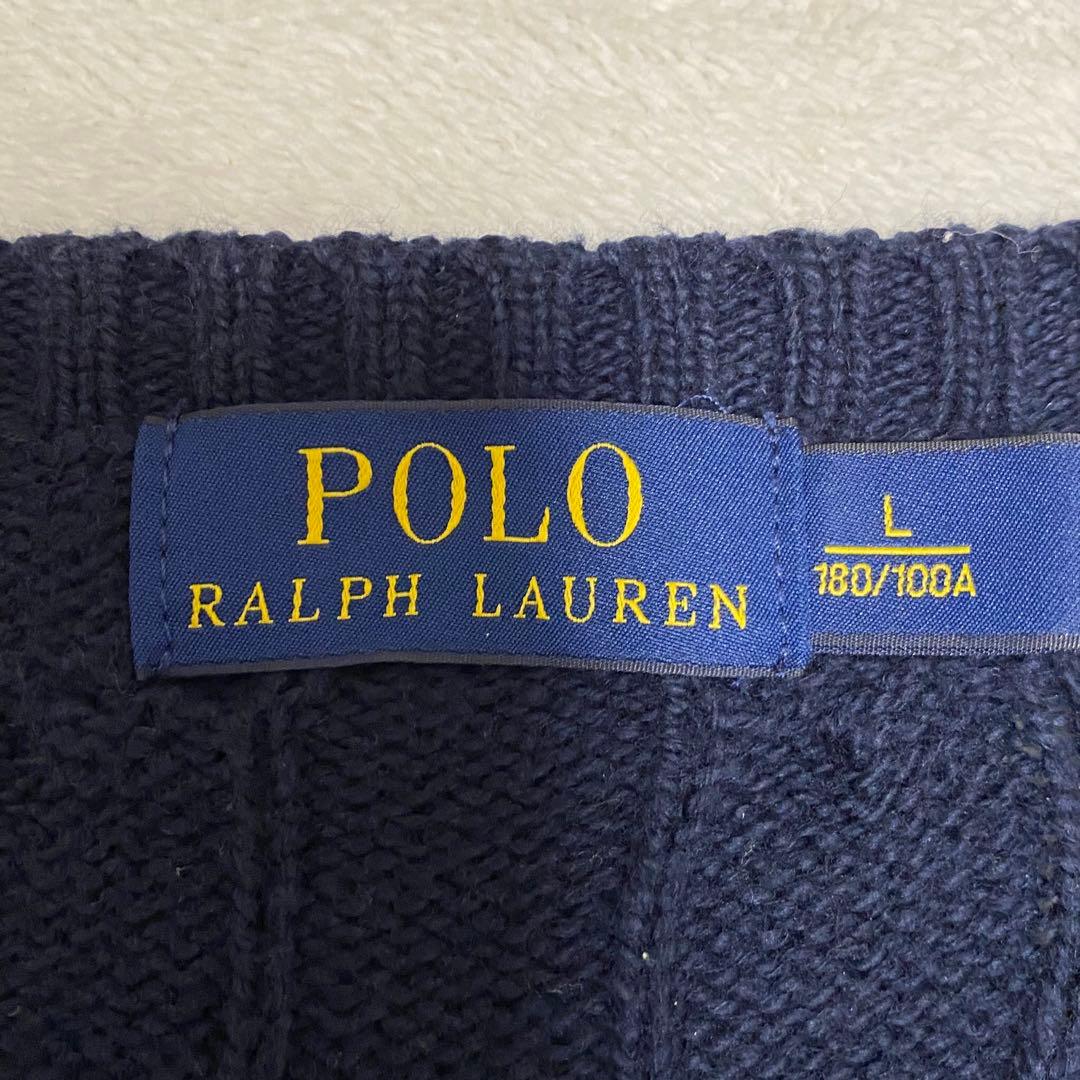 POLO
RALPH LAUREN
L
180/100A